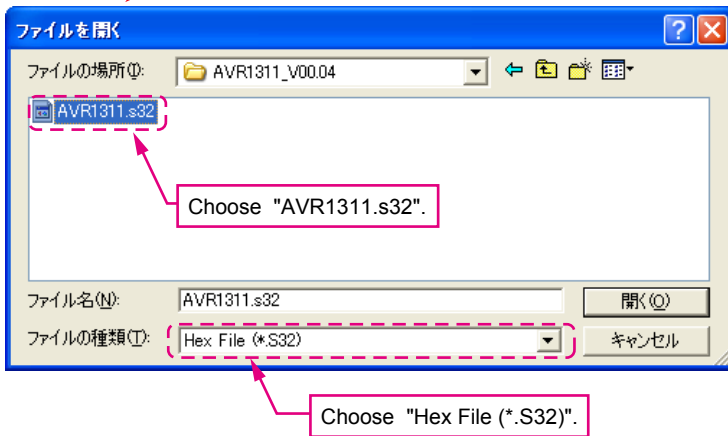 ファイルを開く
ファイルの場所(I):
AVR1311_V00.04
AVR1311.s32
Choose "AVR1311.s32".
ファイル名(N):
AVR1311.s32
開く(O)
ファイルの種類(T):
Hex File (*.S32)
キャンセル
Choose "Hex File (*.S32)".